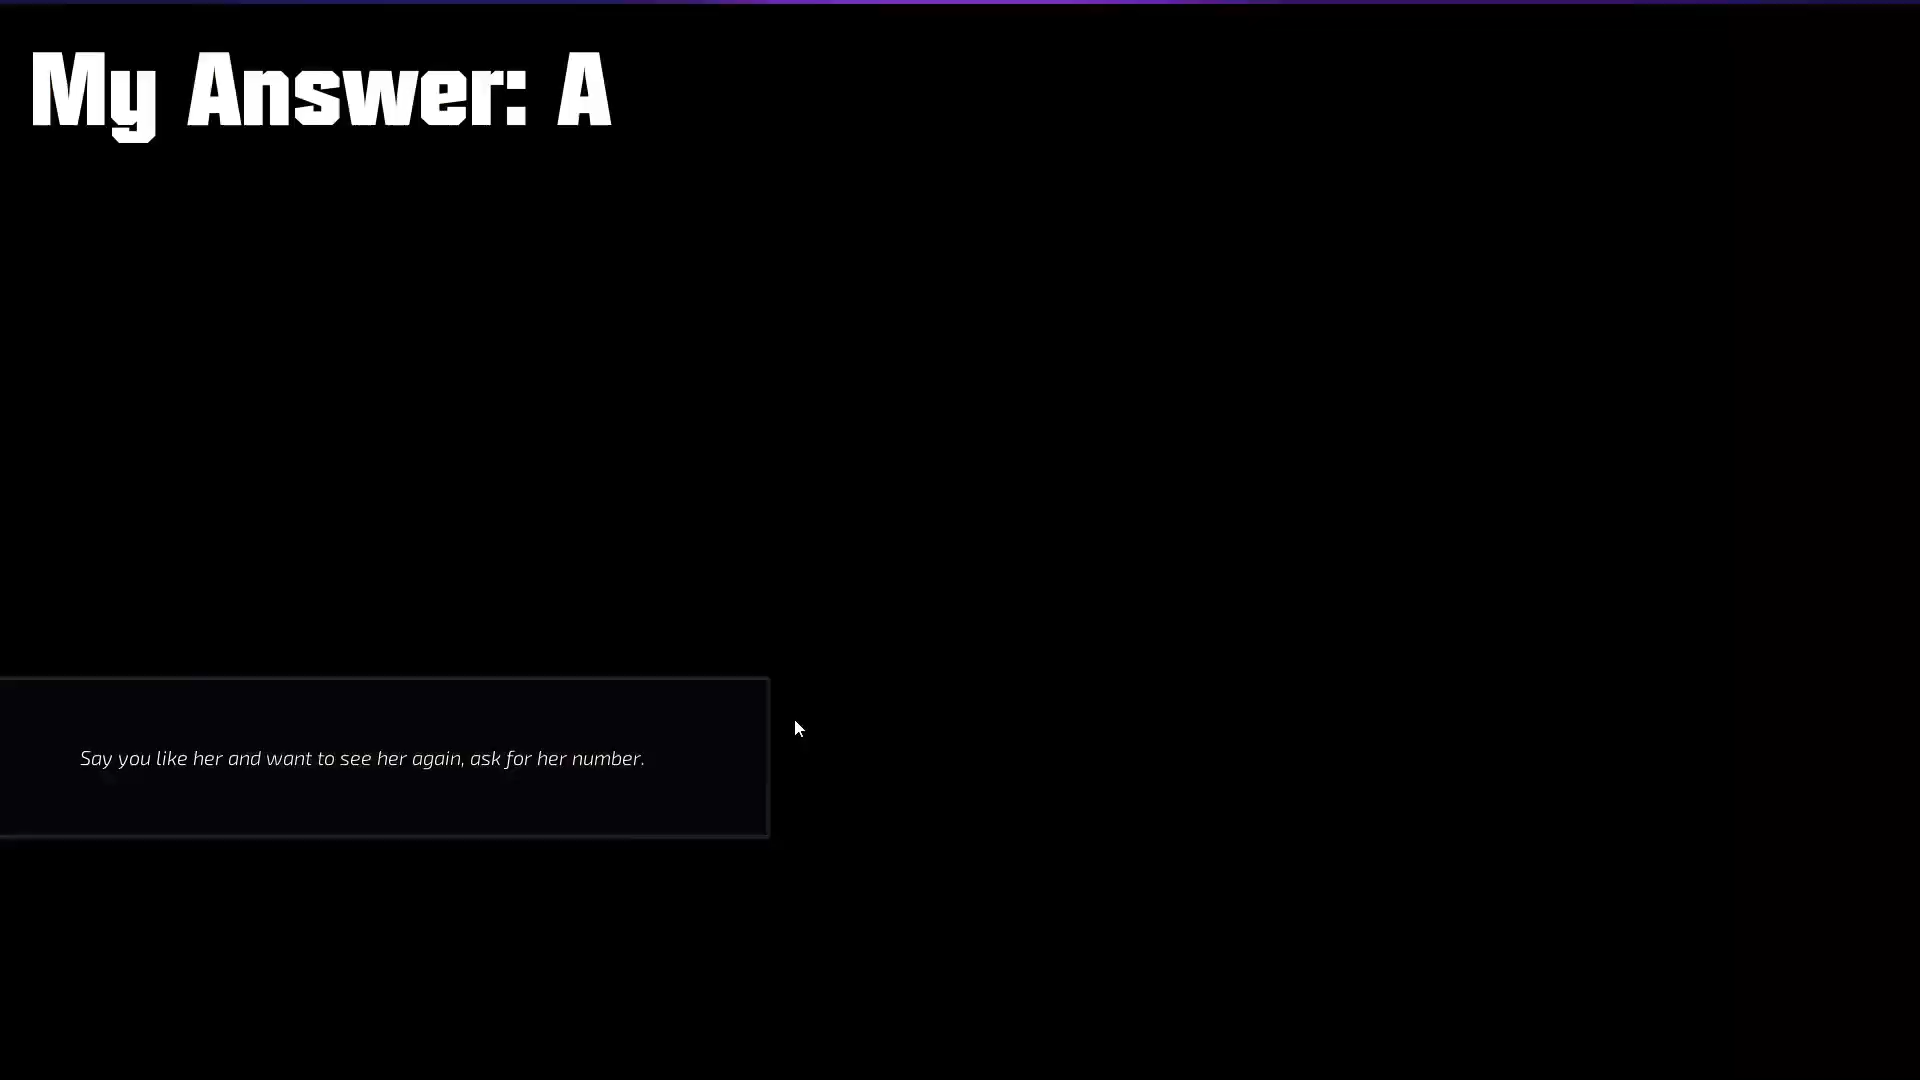 My Answer: A
Say you like her and want to see her again, ask for her number.